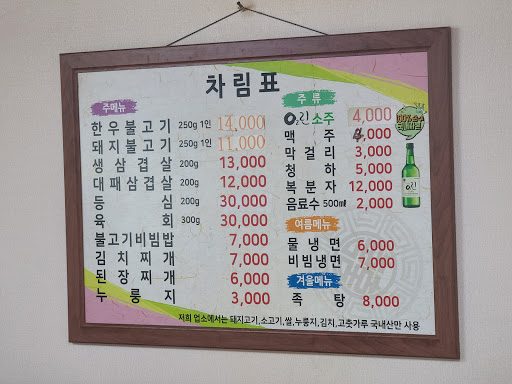 차림표
주메뉴
한우불고기 250g 1인 14,000
돼지불고기 250g 1인 11,000
생삼겹살 200g 13,000
대패삼겹살 200g 12,000
등심 200g 30,000
육회 300g 30,000
불고기비빔밥 7,000
김치찌개 7,000
된장찌개 6,000
누룽지 3,000
주류
O2린 소주 4,000
맥주 4,000
막걸리 3,000
청하 5,000
복분자 12,000
음료수 500㎖ 2,000
여름메뉴
물냉면 6,000
비빔냉면 7,000
겨울메뉴
족탕 8,000
저희 업소에서는 돼지고기,소고기,쌀,누룽지,김치,고춧가루 국내산만 사용